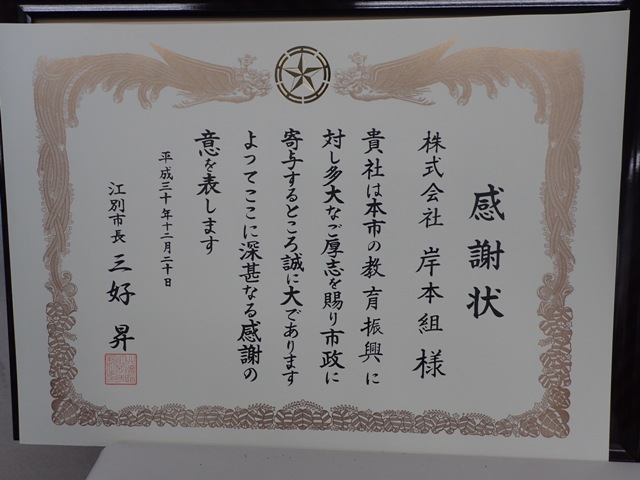 感謝状
株式会社 岸本組 様
貴社は本市の教育振興に
対し多大なご厚志を賜り市政に
寄与するところ誠に大であります
よってここに深甚なる感謝の
意を表します
平成三十年十二月二十日
江別市長 三好 昇